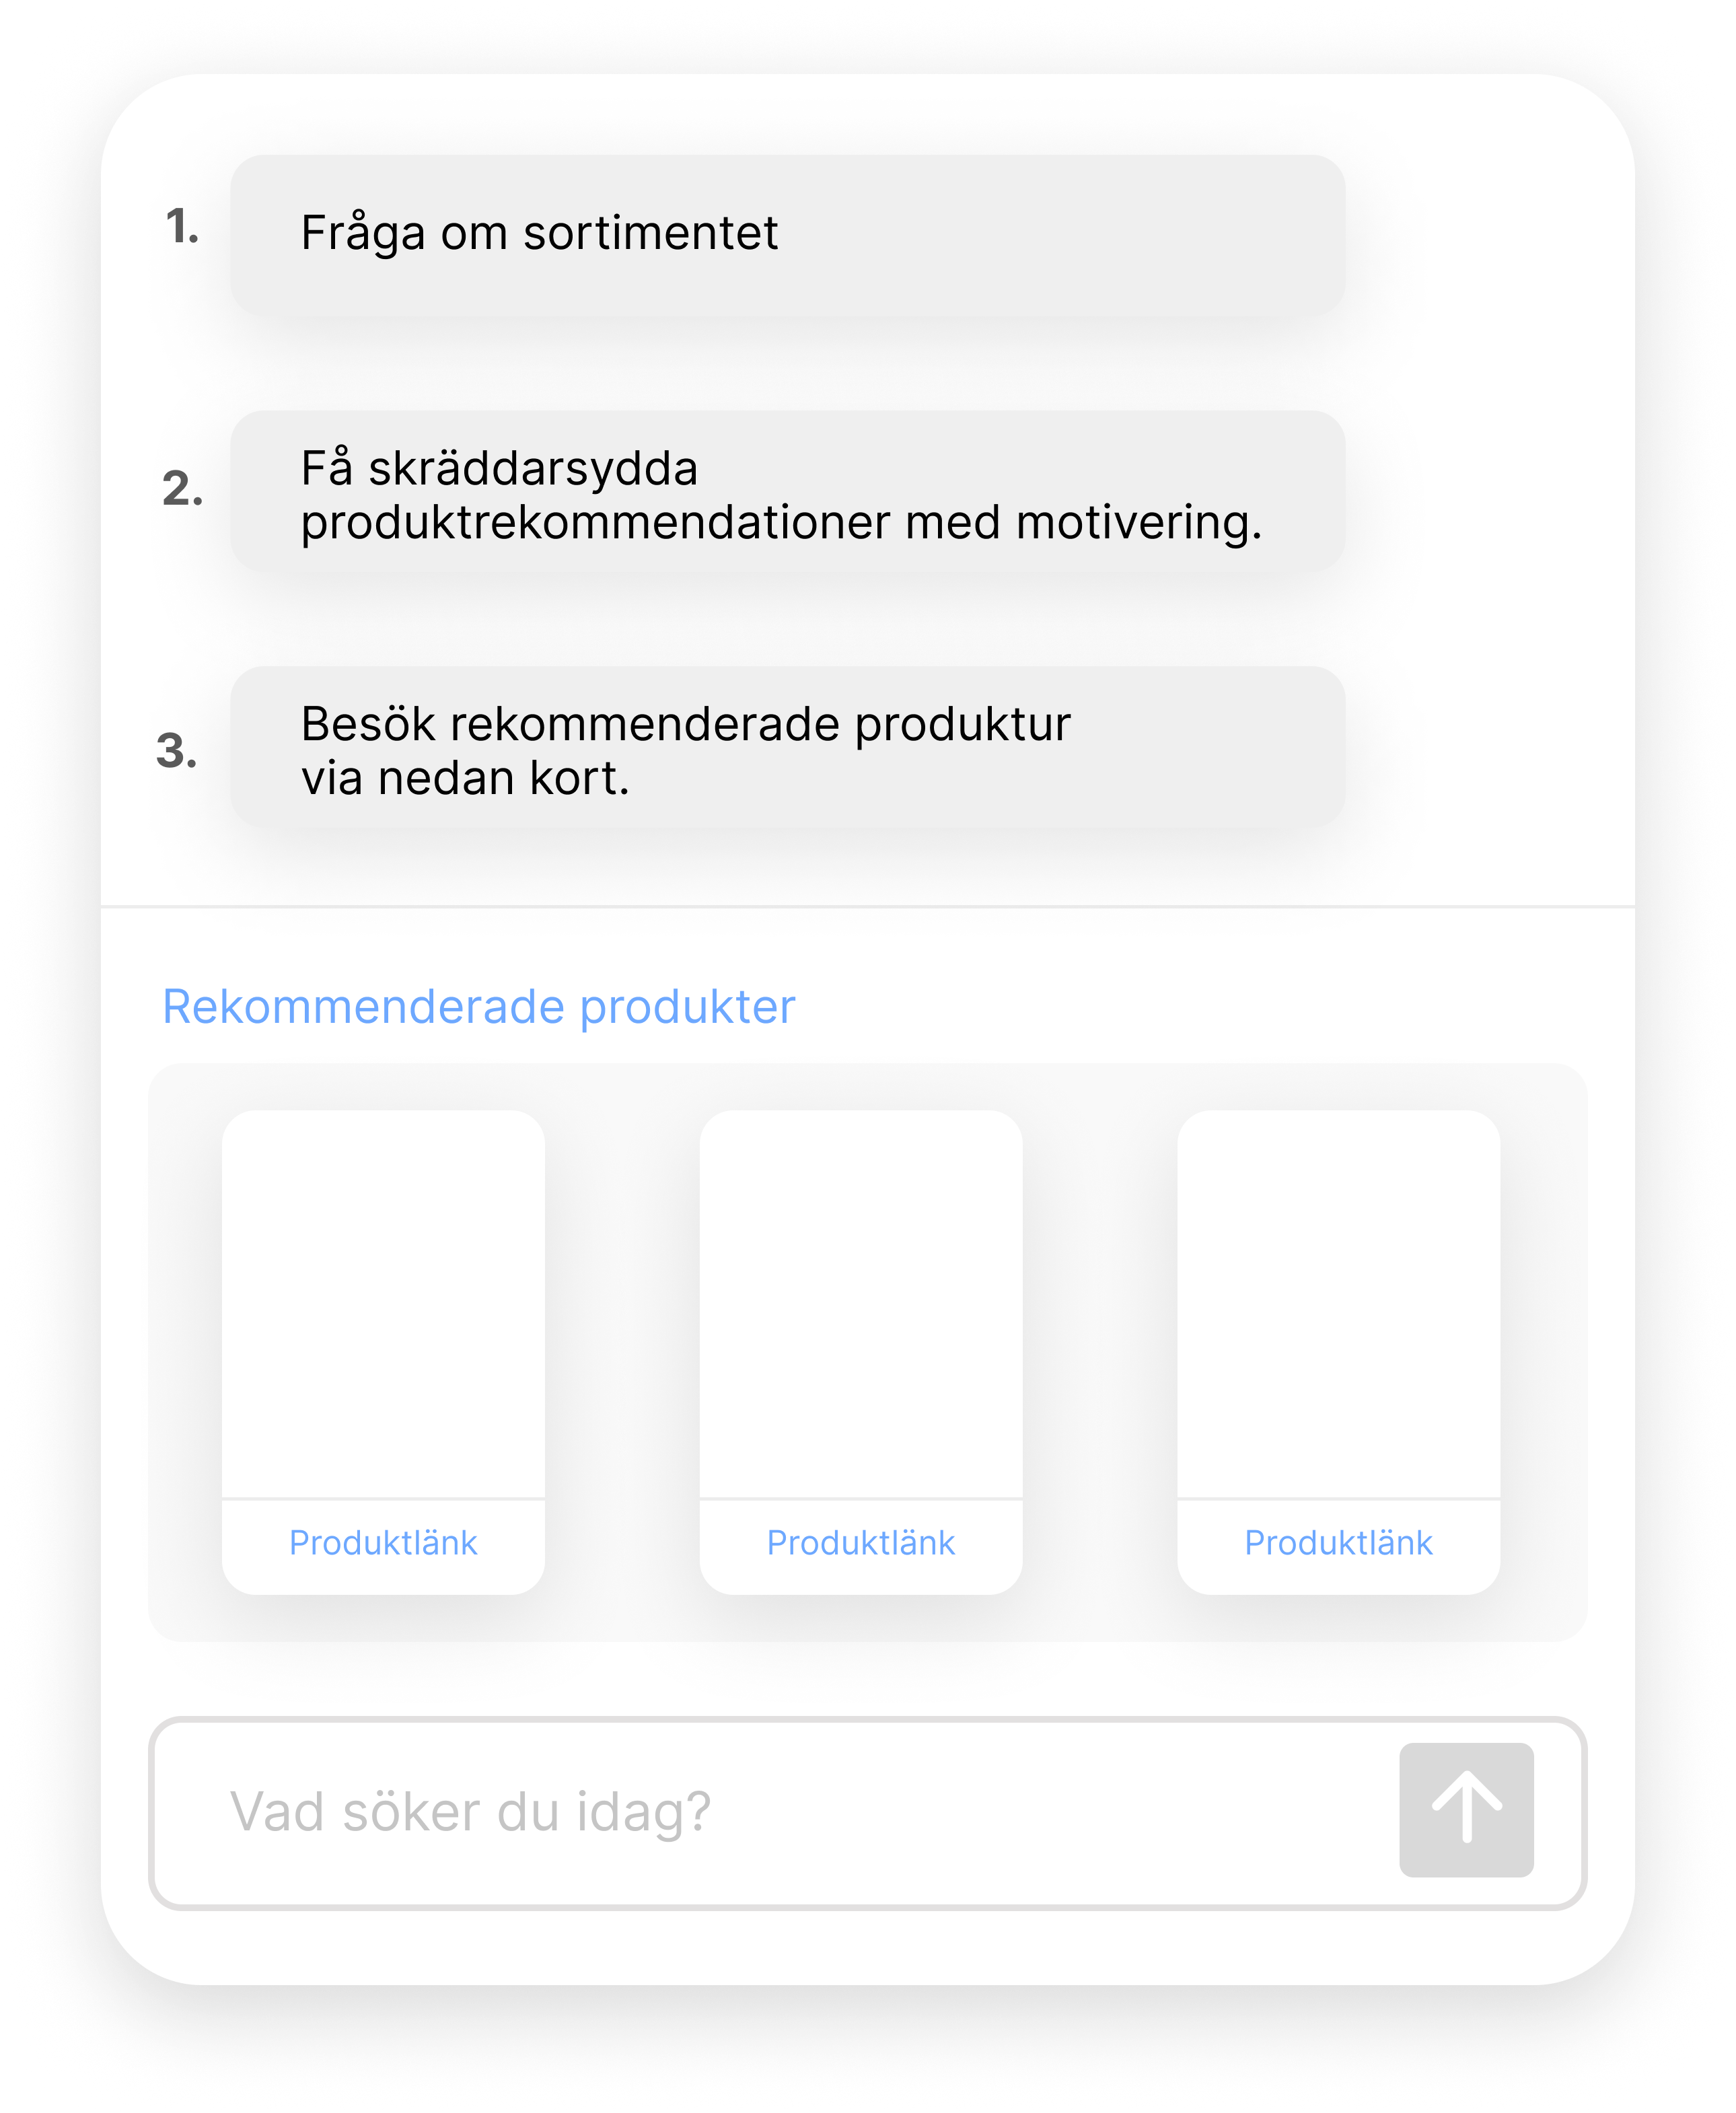 1.
Fråga om sortimentet
2.
Få skräddarsydda
produktrekommendationer med motivering.
3.
Besök rekommenderade produktur
via nedan kort.
Rekommenderade produkter
Produktlänk
Produktlänk
Produktlänk
Vad söker du idag?